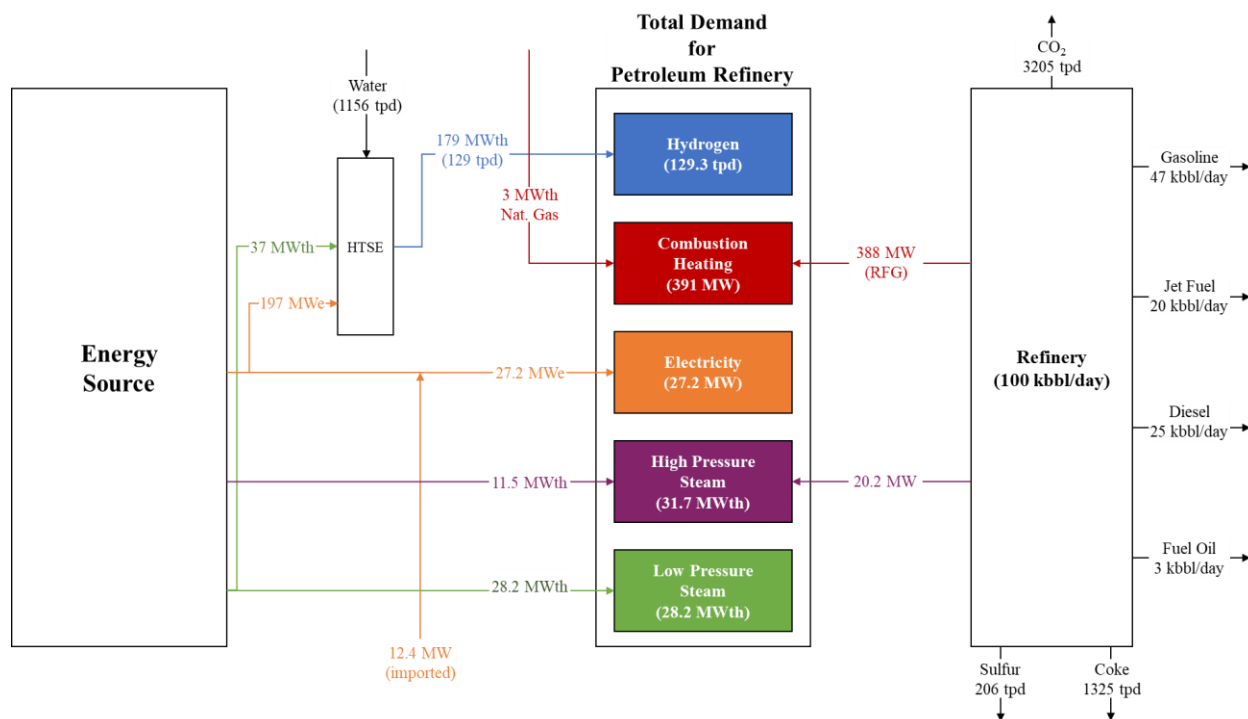 Total Demand
for
Petroleum Refinery
CO₂
3205 tpd
Water
(1156 tpd)
179 MWth
(129 tpd)
Hydrogen
(129.3 tpd)
Gasoline
47 kbbl/day
3 MWth
Nat. Gas
37 MWth
HTSE
Combustion
Heating
(391 MW)
388 MW
(RFG)
Jet Fuel
20 kbbl/day
197 MWe
Energy
Source
27.2 MWe
Electricity
(27.2 MW)
Refinery
(100 kbbl/day)
Diesel
25 kbbl/day
11.5 MWth
High Pressure
Steam
(31.7 MWth)
20.2 MW
Fuel Oil
3 kbbl/day
28.2 MWth
Low Pressure
Steam
(28.2 MWth)
12.4 MW
(imported)
Sulfur
206 tpd
Coke
1325 tpd